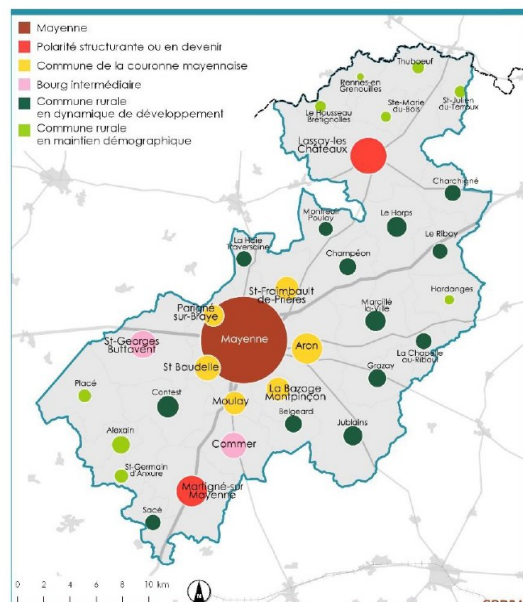 Mayenne
Polarité structurante ou en devenir
Commune de la couronne mayennaise
Bourg intermédiaire
Commune rurale
en dynamique de développement
Commune rurale
en maintien démographique
Thuboeuf
Rennes-en
Grenouilles
Le Housseau
Brétignolles
Ste-Marie
du-Bois
St-Julien
du-Terroux
Lassay-les
Châteaux
Charchigné
Montreuil
Poulay
Le Horps
La Haie
Traversaine
Le Ribay
Champéon
St-Fraimbault
de-Prières
Hardanges
Parigné
sur-Braye
Marcillé
la-Ville
Mayenne
St-Georges
Buttavent
Aron
La Chapelle
au-Riboul
St Baudelle
Grazay
Placé
La Bazoge
Montpinçon
Contest
Moulay
Belgeard
Jublains
Alexain
Commer
St-Germain
d'Anxure
Martigné-sur
Mayenne
Sacé
0 2 4 6 8 10 km
N